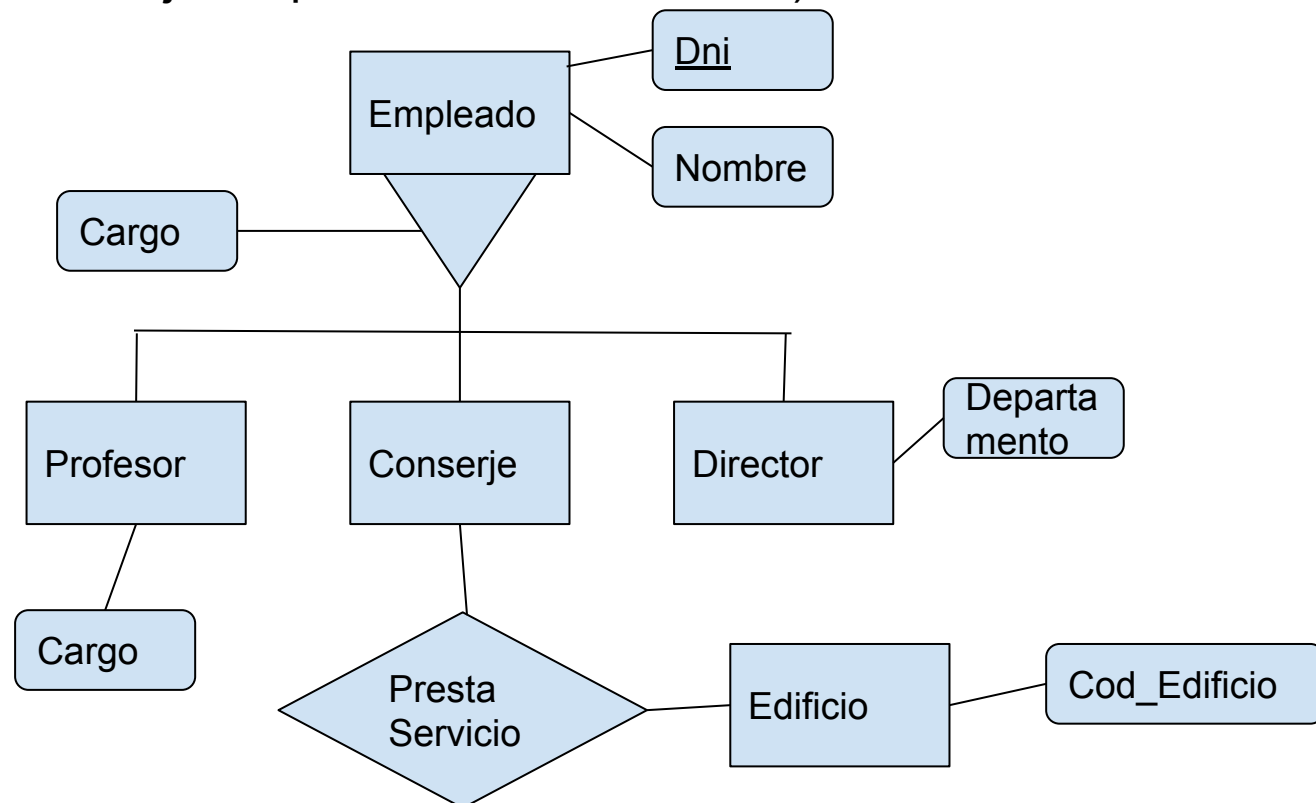 Dni
Empleado
Nombre
Cargo
Departa
mento
Profesor
Conserje
Director
Cargo
Presta
Servicio
Edificio
Cod_Edificio